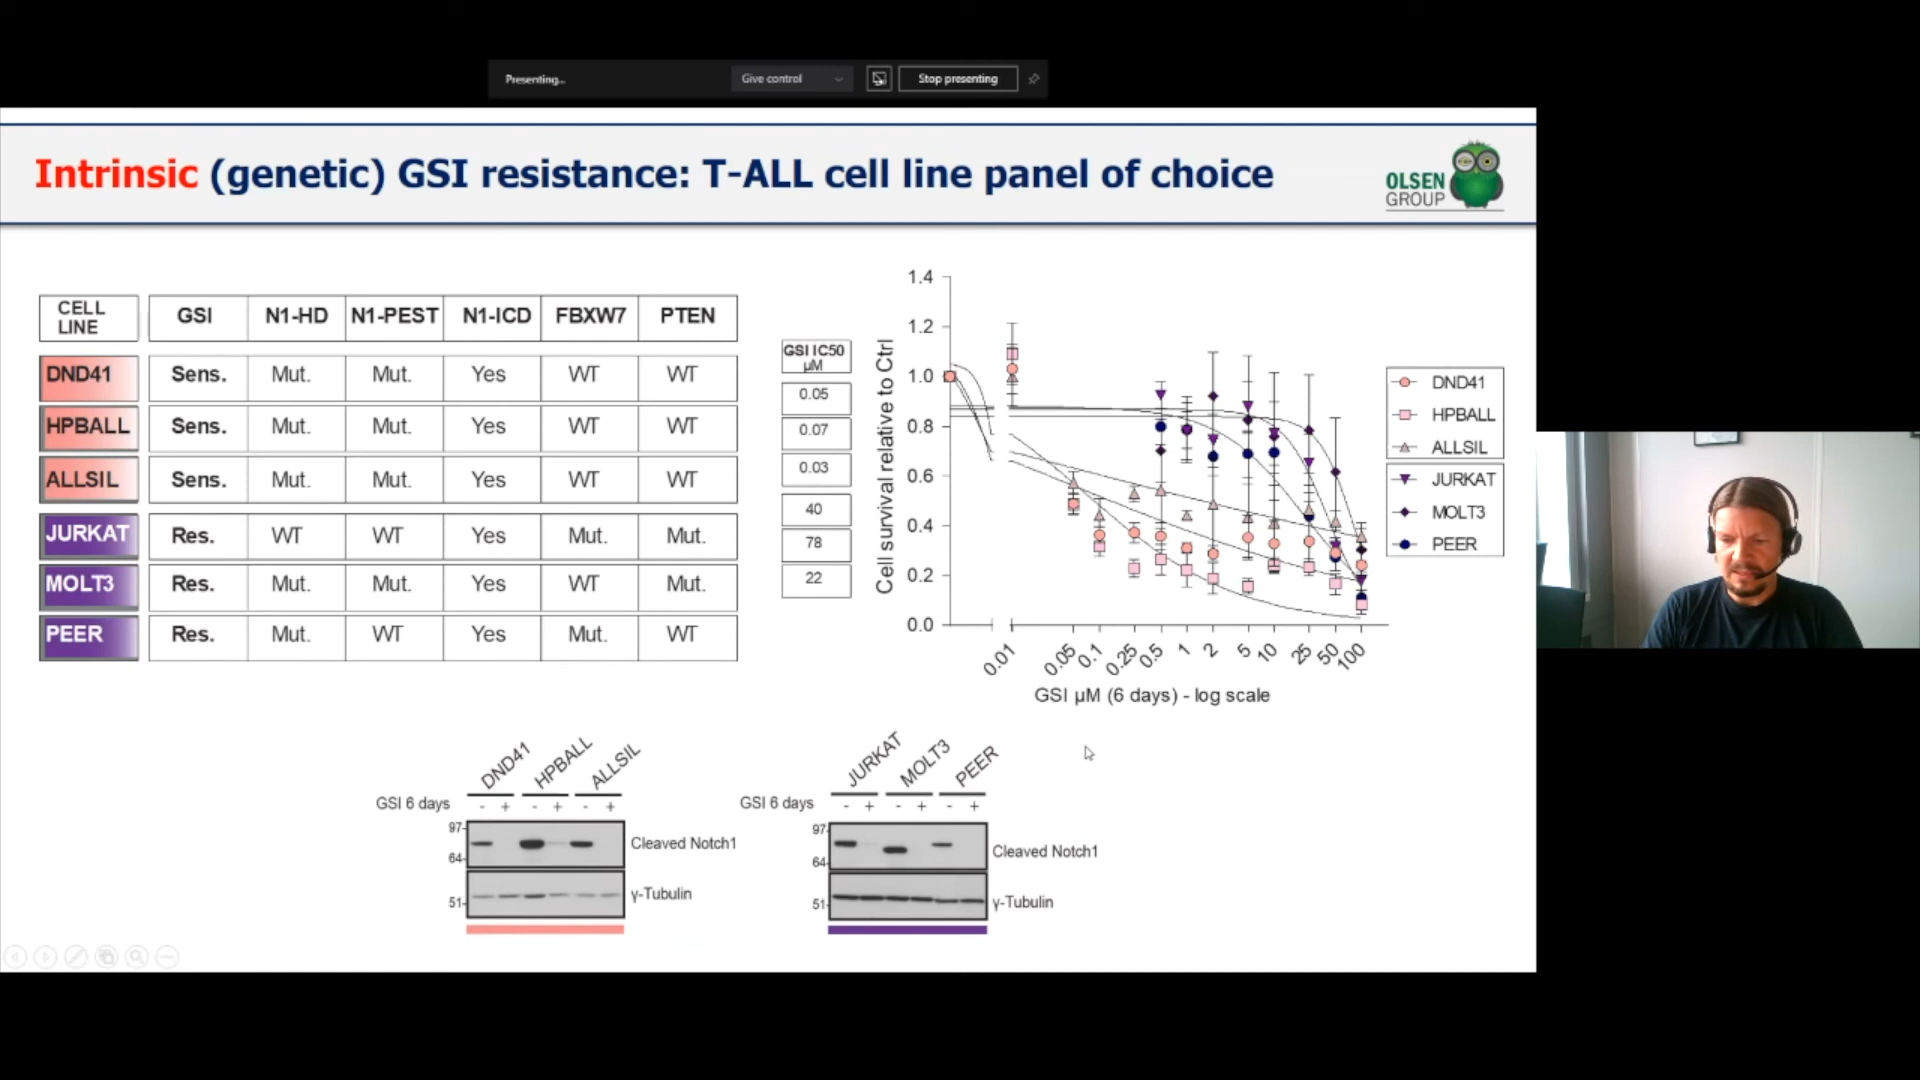 Presenting...
Give control
Stop presenting
Intrinsic (genetic) GSI resistance: T-ALL cell line panel of choice
OLSEN
GROUP
CELL
LINE
GSI N1-HD N1-PEST N1-ICD FBXW7 PTEN
DND41 Sens. Mut. Mut. Yes WT WT
HPBALL Sens. Mut. Mut. Yes WT WT
ALLSIL Sens. Mut. Mut. Yes WT WT
JURKAT Res. WT WT Yes Mut. Mut.
MOLT3 Res. Mut. Mut. Yes WT Mut.
PEER Res. Mut. WT Yes Mut. WT
GSI IC50
µM
0.05
0.07
0.03
40
78
22
Cell survival relative to Ctrl
1.4
1.2
1.0
0.8
0.6
0.4
0.2
0.0
0.01 0.05 0.1 0.25 0.5 1 2 5 10 25 50 100
GSI µM (6 days) - log scale
DND41
HPBALL
ALLSIL
JURKAT
MOLT3
PEER
DND41 HPBALL ALLSIL
GSI 6 days - + - + - +
97-
64-
Cleaved Notch1
51-
γ-Tubulin
JURKAT MOLT3 PEER
GSI 6 days - + - + - +
97-
64-
Cleaved Notch1
51-
γ-Tubulin